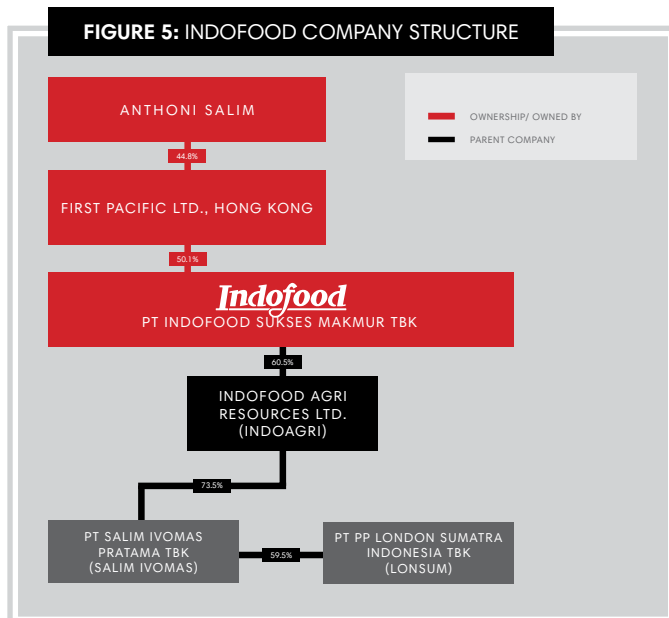 FIGURE 5: INDOFOOD COMPANY STRUCTURE
ANTHONI SALIM
OWNERSHIP/ OWNED BY
PARENT COMPANY
44.8%
FIRST PACIFIC LTD., HONG KONG
50.1%
Indofood
PT INDOFOOD SUKSES MAKMUR TBK
60.5%
INDOFOOD AGRI
RESOURCES LTD.
(INDOAGRI)
73.5%
PT SALIM IVOMAS
PRATAMA TBK
(SALIM IVOMAS)
59.5%
PT PP LONDON SUMATRA
INDONESIA TBK
(LONSUM)